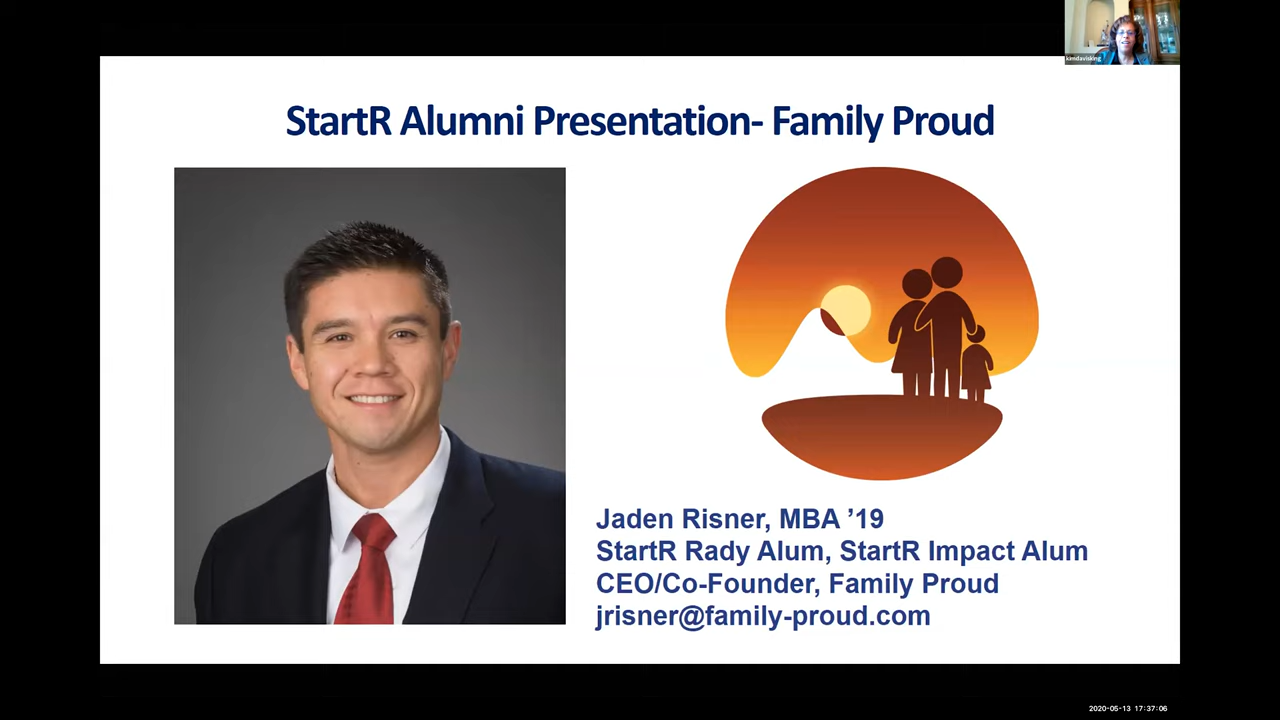 kimdavisking
StartR Alumni Presentation- Family Proud
Jaden Risner, MBA ’19
StartR Rady Alum, StartR Impact Alum
CEO/Co-Founder, Family Proud
jrisner@family-proud.com
2020-05-13 17:37:06